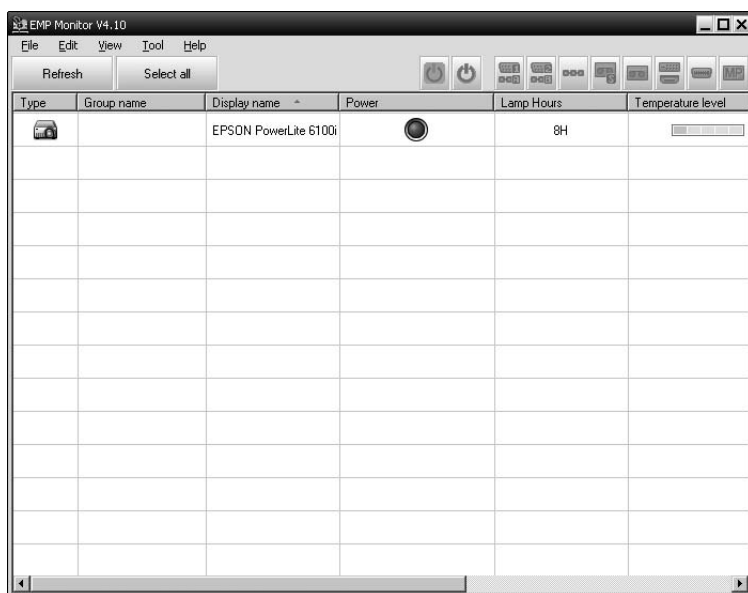 EMP Monitor V4.10
File Edit View Tool Help
Refresh Select all MP
Type Group name Display name Power Lamp Hours Temperature level
EPSON PowerLite 6100i 8H